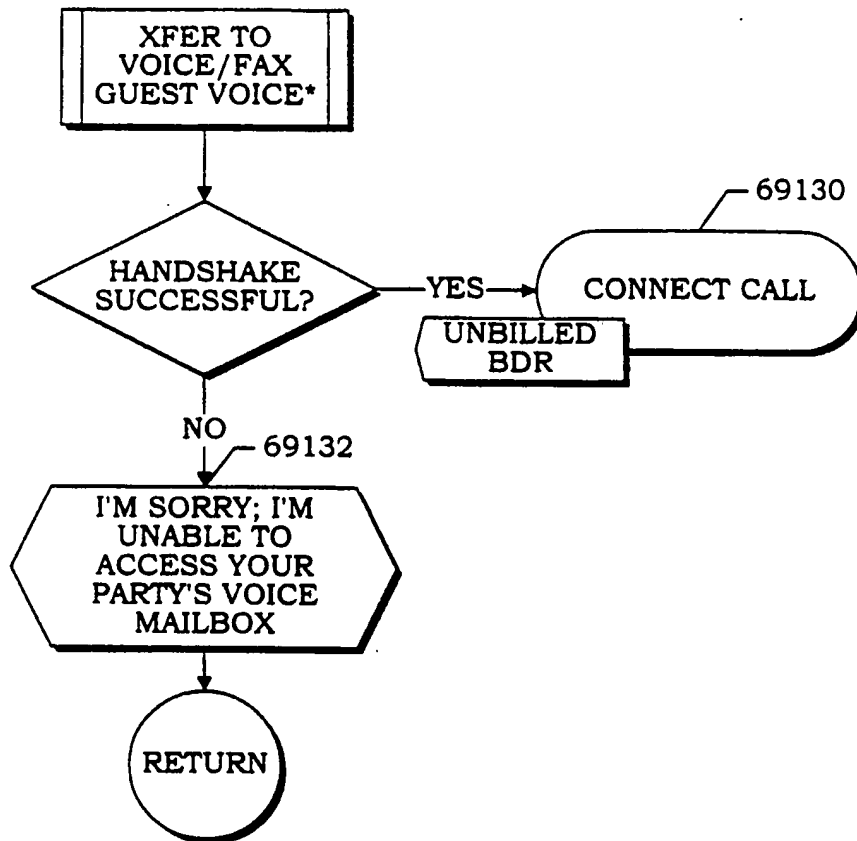 XFER TO
VOICE/FAX
GUEST VOICE*
69130
HANDSHAKE
SUCCESSFUL?
YES
CONNECT CALL
UNBILLED
BDR
NO
69132
I'M SORRY; I'M
UNABLE TO
ACCESS YOUR
PARTY'S VOICE
MAILBOX
RETURN